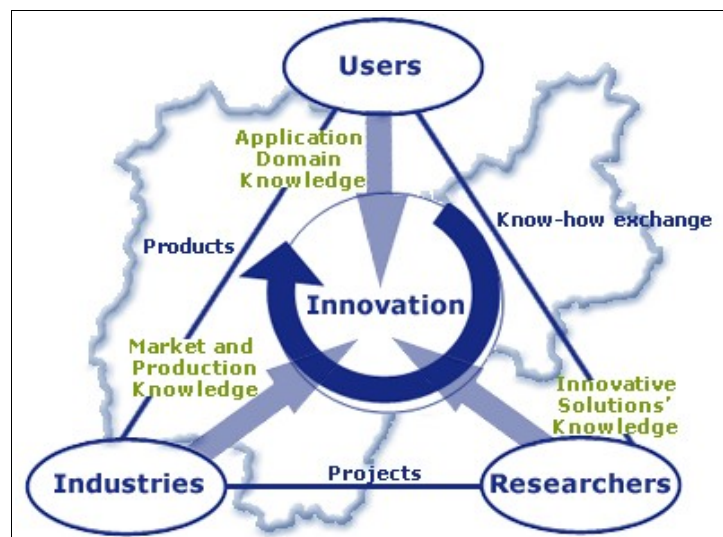 Users
Application
Domain
Knowledge
Know-how exchange
Products
Innovation
Market and
Production
Knowledge
Innovative
Solutions'
Knowledge
Projects
Industries
Researchers